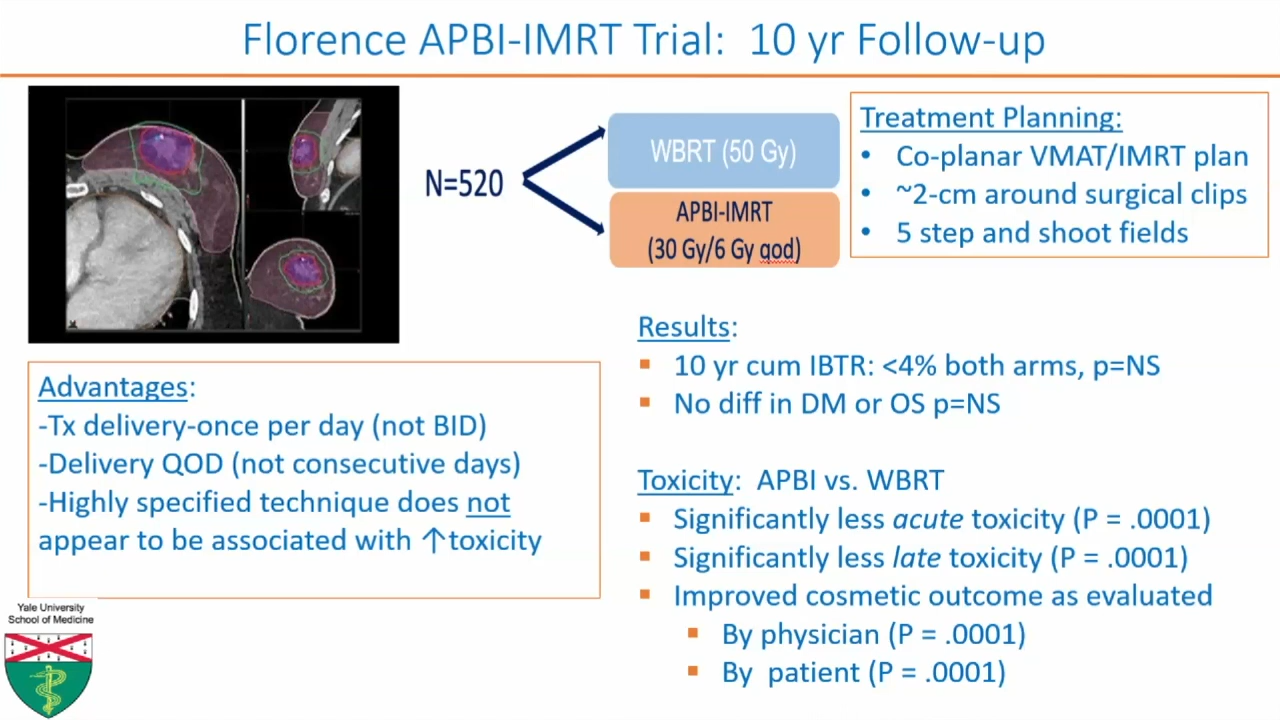 Florence APBI-IMRT Trial: 10 yr Follow-up
N=520
WBRT (50 Gy)
APBI-IMRT
(30 Gy/6 Gy qod)
Treatment Planning:
• Co-planar VMAT/IMRT plan
• ~2-cm around surgical clips
• 5 step and shoot fields
Advantages:
-Tx delivery-once per day (not BID)
-Delivery QOD (not consecutive days)
-Highly specified technique does not
appear to be associated with ↑toxicity
Results:
▪ 10 yr cum IBTR: <4% both arms, p=NS
▪ No diff in DM or OS p=NS
Toxicity: APBI vs. WBRT
▪ Significantly less acute toxicity (P = .0001)
▪ Significantly less late toxicity (P = .0001)
▪ Improved cosmetic outcome as evaluated
▪ By physician (P = .0001)
▪ By patient (P = .0001)
Yale University
School of Medicine